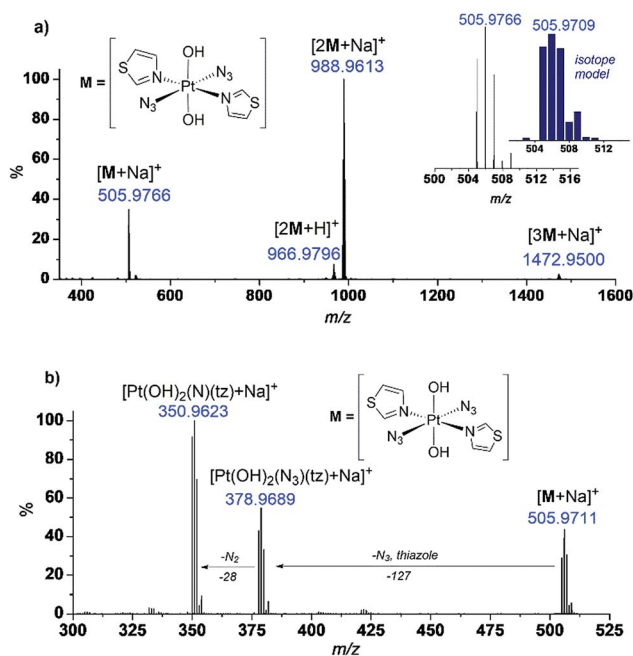 a)
OH
S
N
N₃
M =
Pt
N₃
N
S
OH
[2M+Na]⁺
988.9613
505.9766
505.9709
isotope
model
504 508 512
500 504 508 512 516
m/z
[M+Na]⁺
505.9766
[2M+H]⁺
966.9796
[3M+Na]⁺
1472.9500
100
80
60
40
20
0
%
400 600 800 1000 1200 1400 1600
m/z
b)
[Pt(OH)₂(N)(tz)+Na]⁺
350.9623
OH
S
N
N₃
M =
Pt
N₃
N
S
OH
[Pt(OH)₂(N₃)(tz)+Na]⁺
378.9689
[M+Na]⁺
505.9711
-N₂
-28
-N₃, thiazole
-127
100
80
60
40
20
0
%
300 325 350 375 400 425 450 475 500 525
m/z